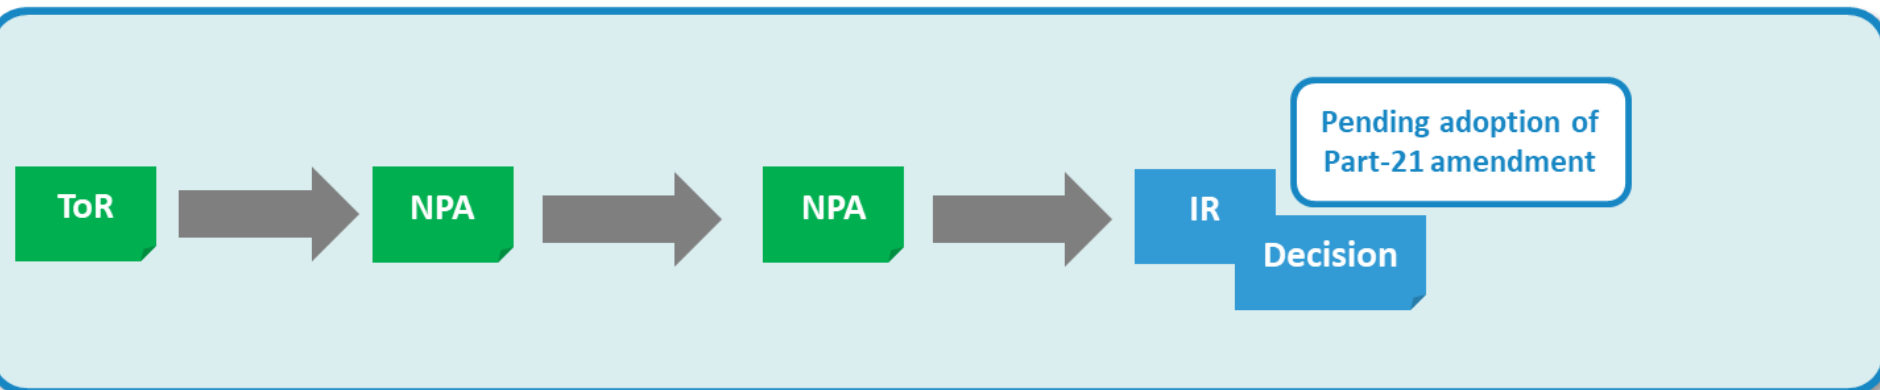 ToR
NPA
NPA
IR
Decision
Pending adoption of
Part-21 amendment